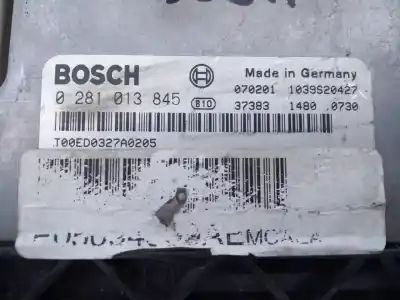 BOSCH Made in Germany
0 281 013 845 810 070201 1039S20427
37383 1480 .0730
T00ED0327A0205